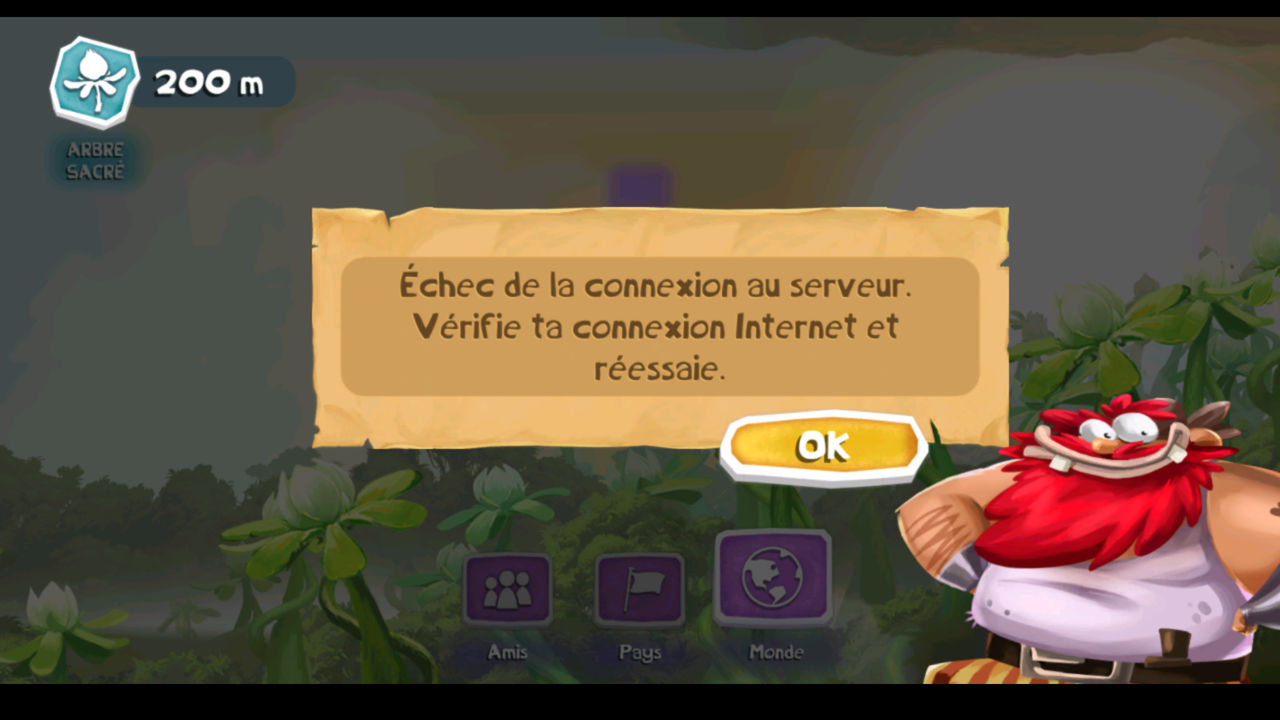 200 m
ARBRE
SACRÉ
Échec de la connexion au serveur.
Vérifie ta connexion Internet et
réessaie.
OK
Amis
Pays
Monde